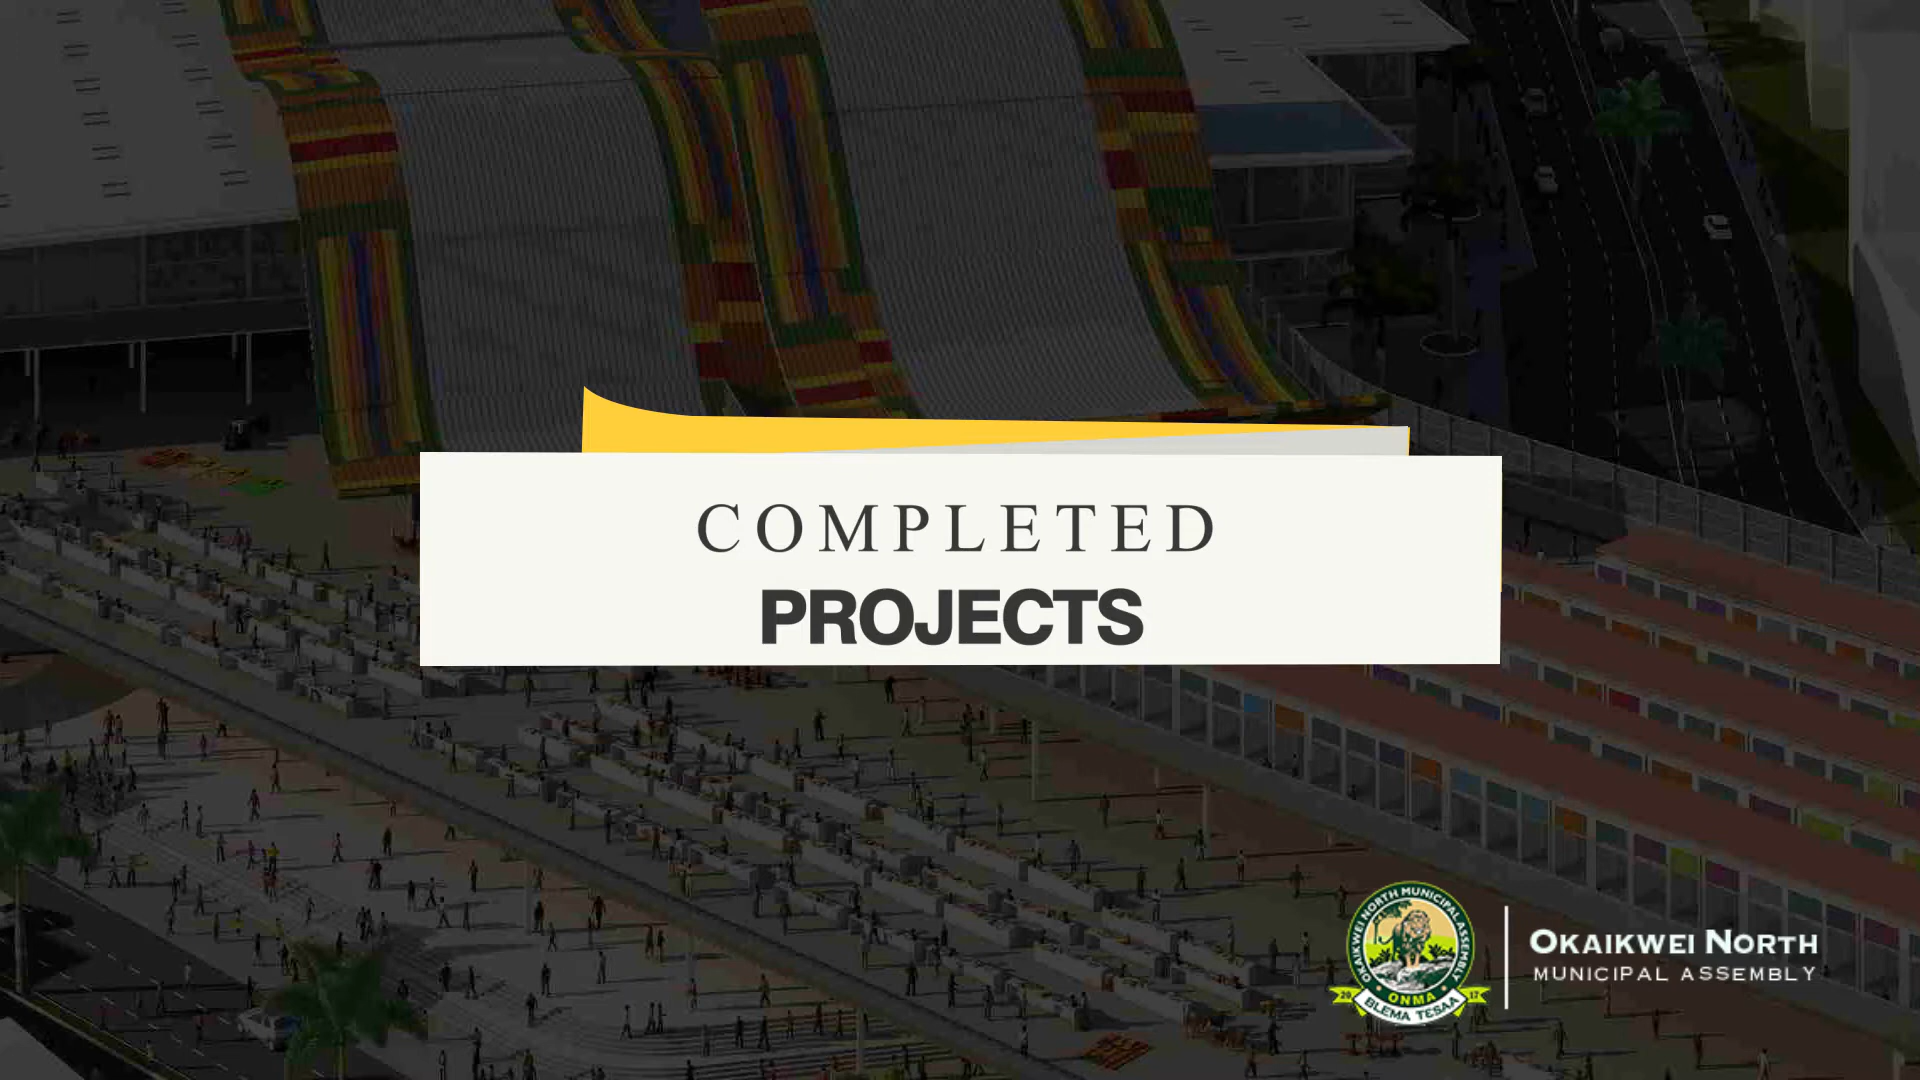 COMPLETED
PROJECTS
OKAIKWEI NORTH MUNICIPAL ASSEMBLY
ONMA
BLEMA TESAA
OKAIKWEI NORTH
MUNICIPAL ASSEMBLY